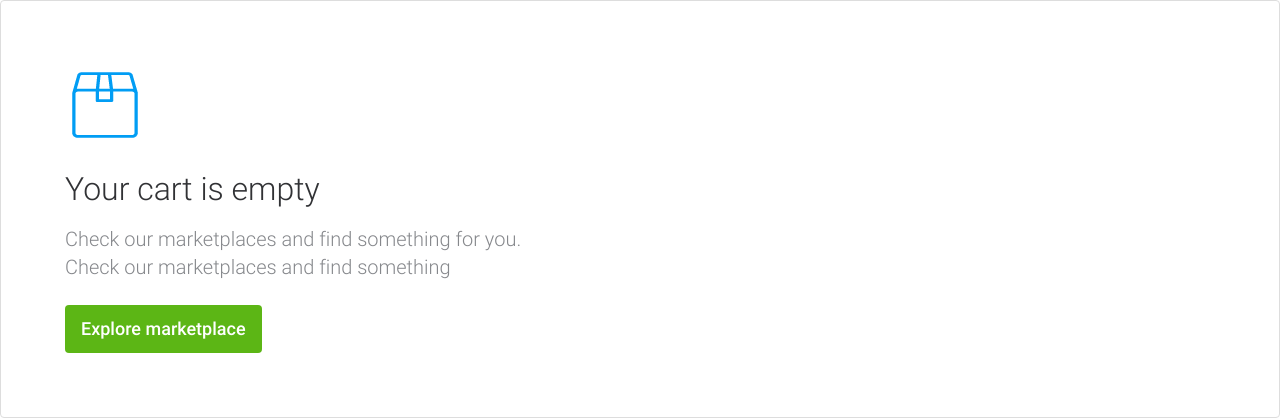 Your cart is empty
Check our marketplaces and find something for you.
Check our marketplaces and find something
Explore marketplace